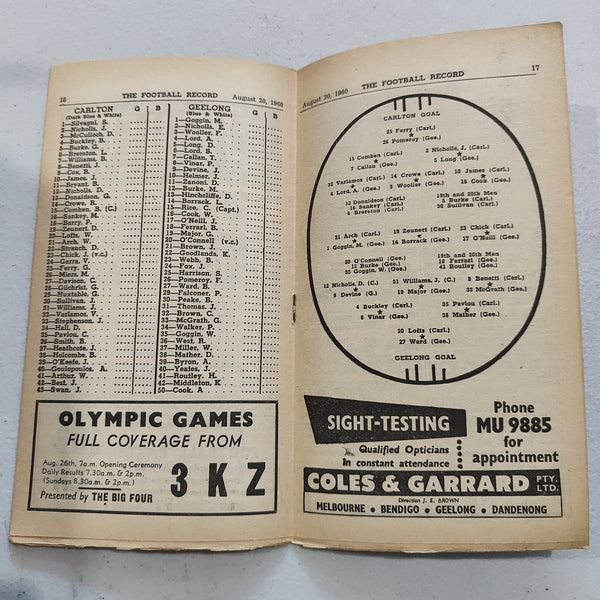 18 THE FOOTBALL RECORD August 20, 1960
CARLTON G B
(Dark Blue & White)
1—Silvagni, S.
2—Nicholls, J.
3—McCulloch, D.
4—Buckley, B.
5—Burke, G.
6—Brereton, L.
7—Williams, B.
8—Benetti, J.
9—Cox, B.
10—James, J.
11—Bryant, B.
12—Nicholls, D.
13—Donaldson, G.
14—Crowe, R.
15—Comben, B. (C.)
16—Sankey, M.
18—Barry, P.
19—Zeunert, D.
20—Lofts, W.
21—Arch, W.
22—Strauch, D.
23—Chick, J. (v.c.)
24—Garra, V.
25—Ferry, G.
26—Miers, M.
27—Davison, C.
28—Gilchrist, G.
29—Huxtable, G.
30—Sullivan, J.
31—Williams, J.
32—Varlamos, V.
33—Stephenson, J.
34—Hall, D.
35—Pavlou, C.
36—Smith, B.
37—Heathcote, J.
38—Holcombe, B.
39—O'Keefe, J.
40—Goulopoulos, A.
41—Arthur, W.
42—Best, J.
43—Swan, J.
GEELONG G B
(Blue & White)
1—Goggin, M.
2—Nicholls, E.
3—Woolfer, F.
4—Lord, A.
5—Long, D.
6—Lord, S.
7—Callan, T.
8—Vinar, P.
9—Devine, J.
10—Helmer, J.
11—Zanoni, D.
12—Burke, M.
13—Hinchcliffe, D.
14—Borrack, L.
15—Rice, C. (Capt.)
16—Cook, W.
17—O'Neill, J.
18—Ferrari, B.
19—Major, G.
20—O'Connell (v.c.)
21—Brown, J.
22—Goodlands, K.
23—Webb, B.
24—Fox, J.
25—Harrison, S.
26—Pomeroy, F.
27—Ward, B.
28—Falconer, P.
30—Peake, B.
31—Thomas, I.
32—Brown, C.
33—McGrath, G.
34—Walker, P.
35—Goggin, W.
36—West, R.
37—Miller, W.
38—Mather, D.
39—Byron, A.
40—Yeates, J.
41—Routley, H.
42—Middleton, K
50—Cook, A
OLYMPIC GAMES
FULL COVERAGE FROM
Aug. 26th, 7a.m. Opening Ceremony
Daily Results 7.30a.m. & 2p.m.
(Sundays 8.30a.m. & 2p.m.)
3 K Z
Presented by THE BIG FOUR
August 20, 1960 THE FOOTBALL RECORD 17
CARLTON GOAL
25 Ferry (Carl.)
26 Pomeroy (Gee.)
15 Comben (Carl.) 2 Nicholls, J. (Carl.)
7 Callan (Gee.) 5 Long (Gee.)
32 Varlamos (Carl.) 14 Crowe (Carl.) 10 James (Carl.)
4 Lord, A. (Gee.) 3 Woolfer (Gee.) 16 Cook (Gee.)
13 Donaldson (Carl.) 19th and 20th Men
16 Sankey (Carl.) 5 Burke (Carl.)
6 Brereton (Carl.) 30 Sullivan (Carl.)
21 Arch (Carl.) 19 Zeunert (Carl.) 23 Chick (Carl.)
1 Goggin, M. (Gee.) 14 Borrack (Gee.) 17 O'Neill (Gee.)
20 O'Connell (Gee.) 19th and 20th Men
12 Burke (Gee.) 18 Ferrari (Gee.)
35 Goggin, W. (Gee.) 41 Routley (Gee.)
12 Nicholls, D. (C.) 31 Williams, J. (C.) 8 Benetti (Carl.)
9 Devine (G.) 19 Major (Gee.) 33 McGrath (Gee.)
4 Buckley (Carl.) 35 Pavlou (Carl.)
8 Vinar (Gee.) 38 Mather (Gee.)
20 Lofts (Carl.)
27 Ward (Gee.)
GEELONG GOAL
SIGHT-TESTING
Qualified Opticians
In constant attendance
Phone
MU 9885
for
appointment
COLES & GARRARD PTY. LTD.
Direction J. E. BROWN
MELBOURNE • BENDIGO • GEELONG • DANDENONG